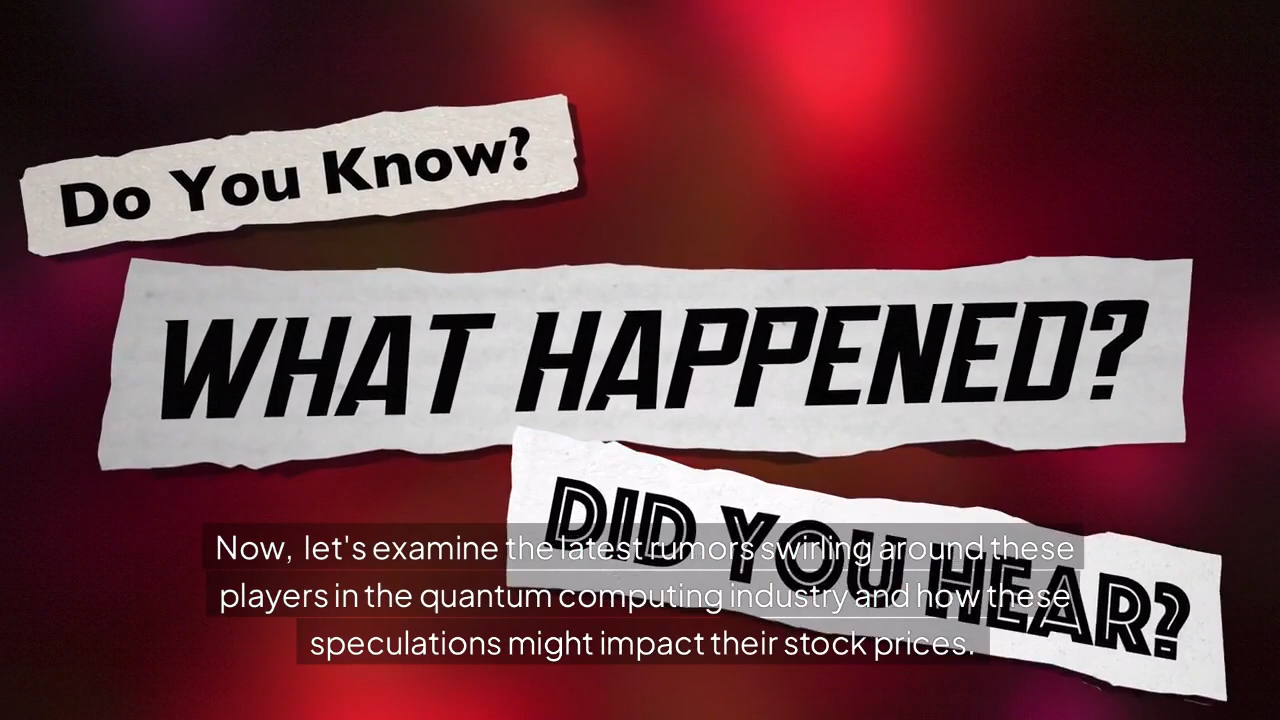 Do You Know?
WHAT HAPPENED?
DID YOU HEAR?
Now, let's examine the latest rumors swirling around these
players in the quantum computing industry and how these
speculations might impact their stock prices.